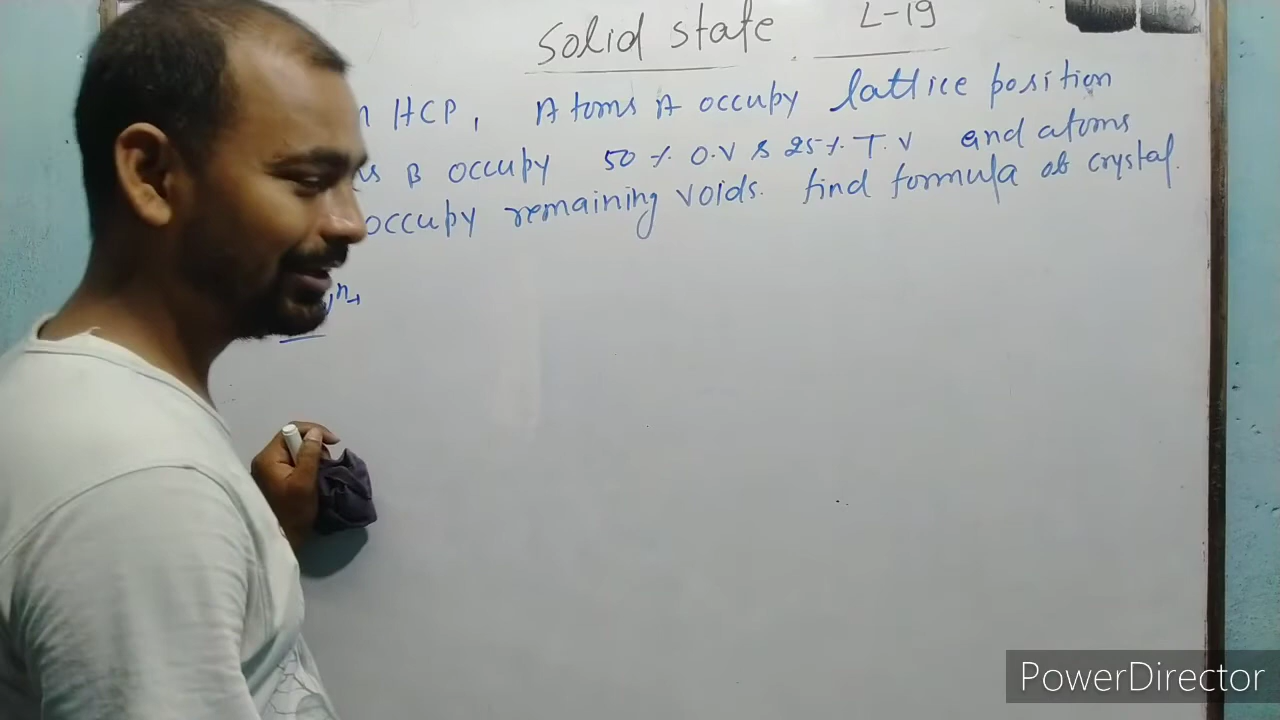 Solid state L-19
HCP, Atoms A occupy lattice position
B occupy 50 % O.V & 25 % T.V and atoms
occupy remaining voids. find formula of crystal.
PowerDirector